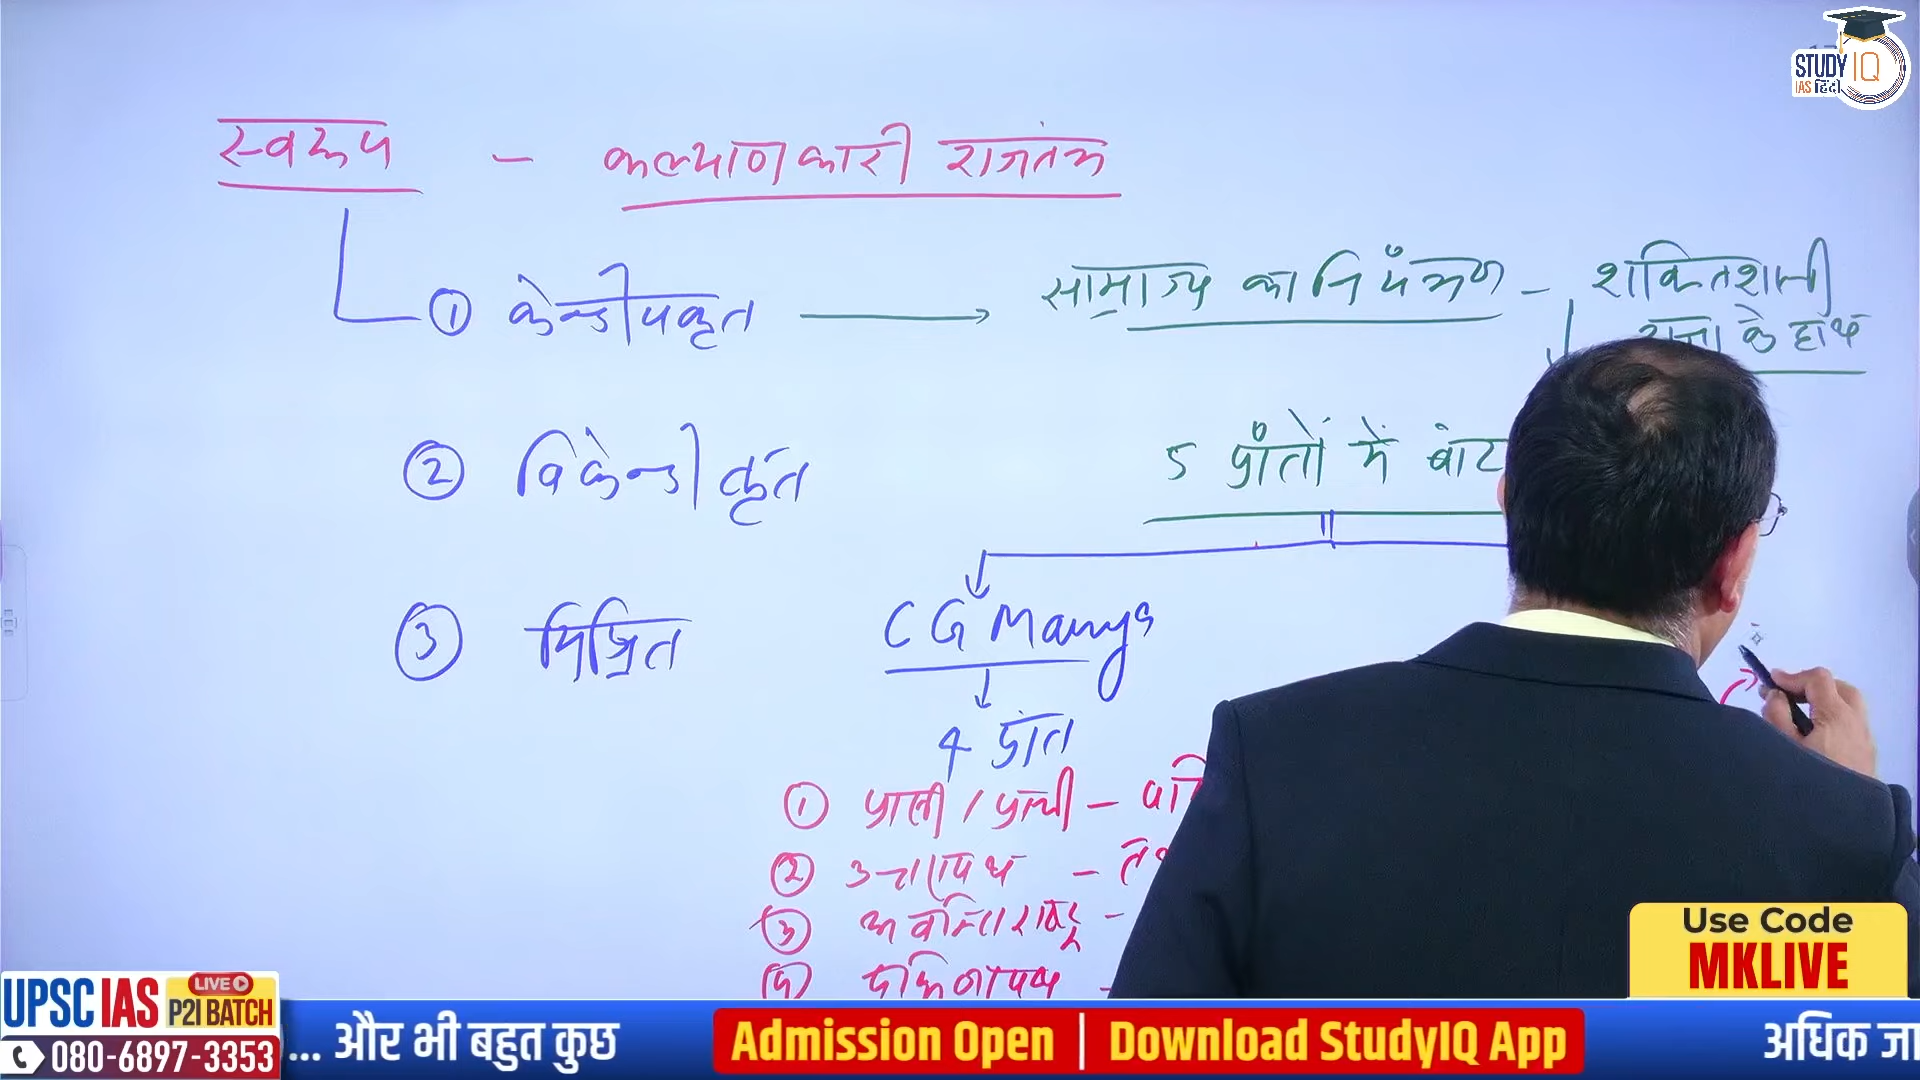 STUDY IQ
IAS हिंदी
स्वरूप - कल्याणकारी राजतंत्र
① केन्द्रीयकृत → साम्राज्य का नियंत्रण - शक्तिशाली
राजा के हाथ
② विकेन्द्रीकृत
5 प्रांतों में बांट
③ मिश्रित
C G Maurya
4 प्रांत
① प्राची / प्राची -
② उत्तरापथ -
③ अवन्तिराष्ट्र -
④ दक्षिणापथ -
Use Code
MKLIVE
LIVE
UPSC IAS P2I BATCH
080-6897-3353
... और भी बहुत कुछ
Admission Open | Download StudyIQ App
अधिक जा